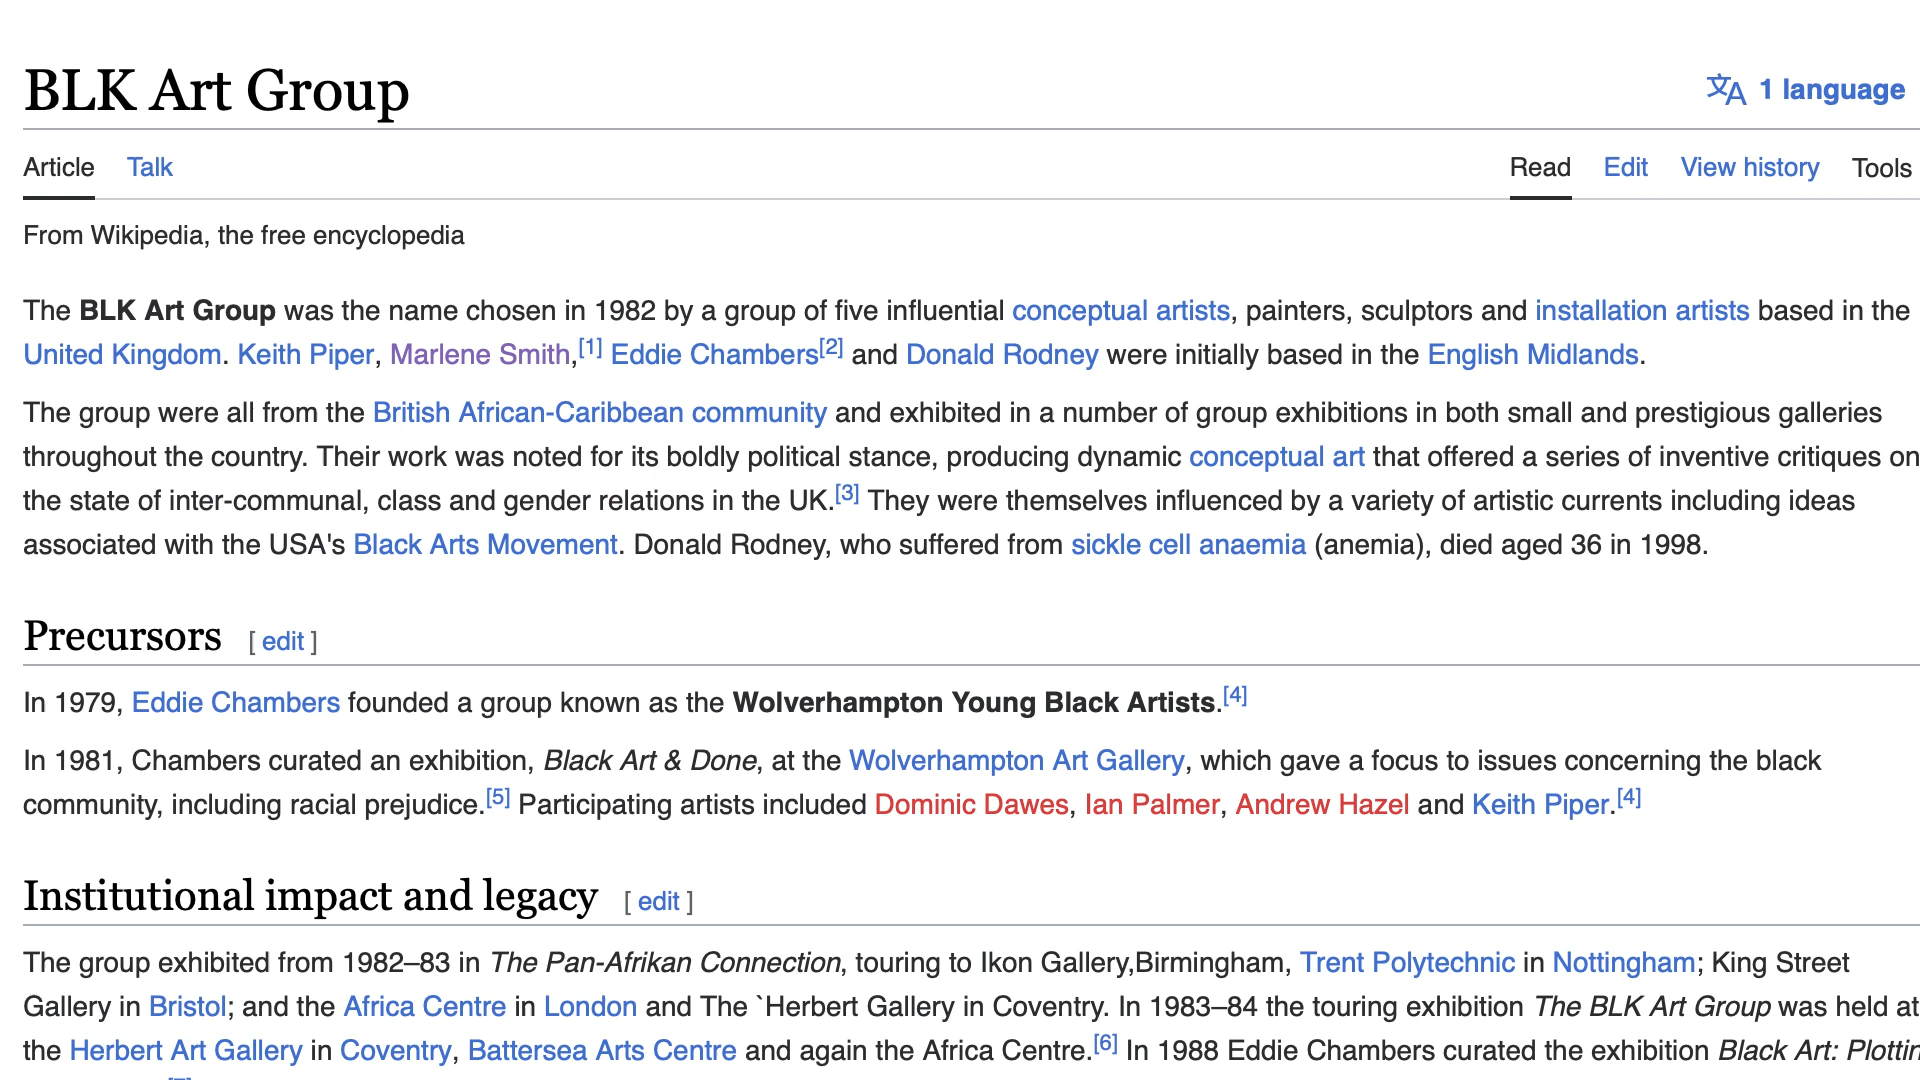 BLK Art Group
文A 1 language
Article Talk Read Edit View history Tools
From Wikipedia, the free encyclopedia
The BLK Art Group was the name chosen in 1982 by a group of five influential conceptual artists, painters, sculptors and installation artists based in the
United Kingdom. Keith Piper, Marlene Smith,[1] Eddie Chambers[2] and Donald Rodney were initially based in the English Midlands.
The group were all from the British African-Caribbean community and exhibited in a number of group exhibitions in both small and prestigious galleries
throughout the country. Their work was noted for its boldly political stance, producing dynamic conceptual art that offered a series of inventive critiques on
the state of inter-communal, class and gender relations in the UK.[3] They were themselves influenced by a variety of artistic currents including ideas
associated with the USA's Black Arts Movement. Donald Rodney, who suffered from sickle cell anaemia (anemia), died aged 36 in 1998.
Precursors [ edit ]
In 1979, Eddie Chambers founded a group known as the Wolverhampton Young Black Artists.[4]
In 1981, Chambers curated an exhibition, Black Art & Done, at the Wolverhampton Art Gallery, which gave a focus to issues concerning the black
community, including racial prejudice.[5] Participating artists included Dominic Dawes, Ian Palmer, Andrew Hazel and Keith Piper.[4]
Institutional impact and legacy [ edit ]
The group exhibited from 1982–83 in The Pan-Afrikan Connection, touring to Ikon Gallery,Birmingham, Trent Polytechnic in Nottingham; King Street
Gallery in Bristol; and the Africa Centre in London and The `Herbert Gallery in Coventry. In 1983–84 the touring exhibition The BLK Art Group was held at
the Herbert Art Gallery in Coventry, Battersea Arts Centre and again the Africa Centre.[6] In 1988 Eddie Chambers curated the exhibition Black Art: Plottin